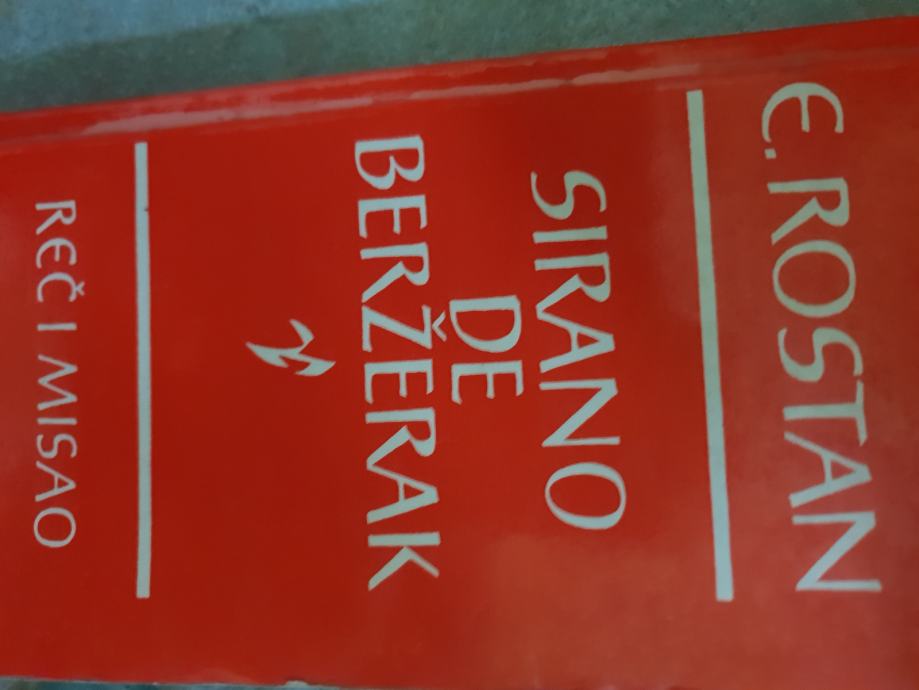 E. ROSTAN
SIRANO
DE
BERŽERAK
REČ I MISAO